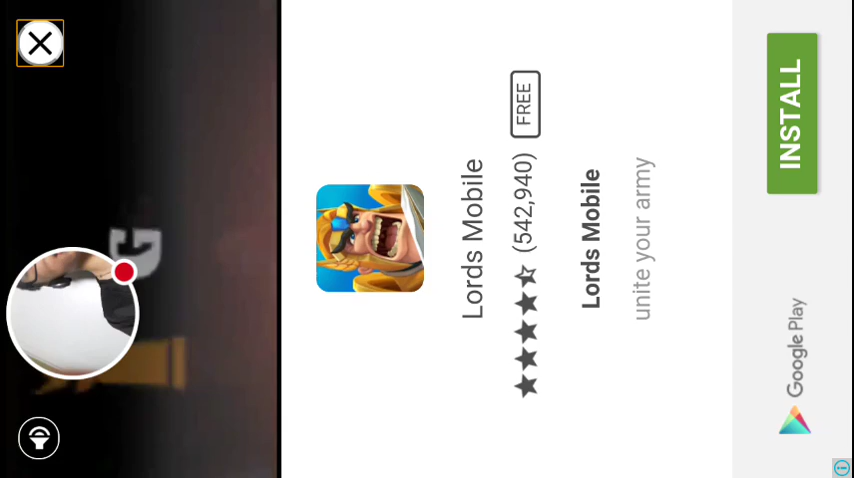 Lords Mobile
(542,940) FREE
Lords Mobile
unite your army
INSTALL
Google Play
G